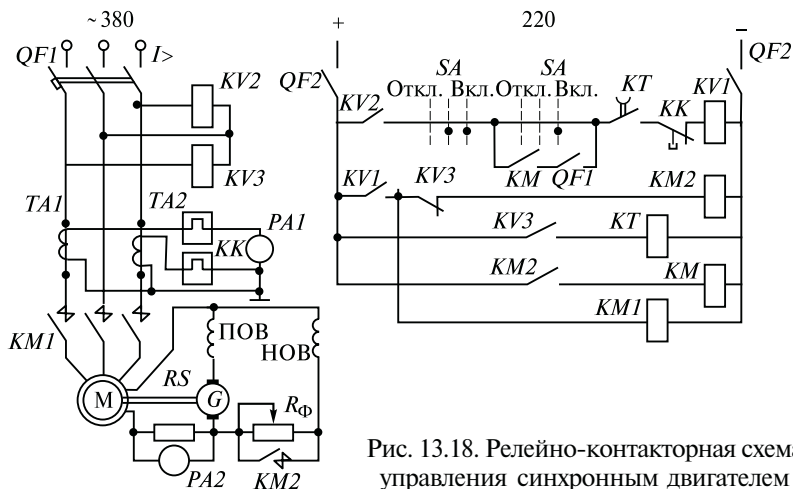 ~380
220
QF1
I>
+
–
QF2
QF2
KV2
KV3
KV2
SA
Откл. Вкл.
SA
Откл. Вкл.
KT
KK
KV1
KM
QF1
KV1
KV3
KM2
TA1
TA2
PA1
KK
KV3
KT
KM2
KM
KM1
KM1
ПОВ
НОВ
RS
M
G
RФ
PA2
KM2
Рис. 13.18. Релейно-контакторная схема
управления синхронным двигателем